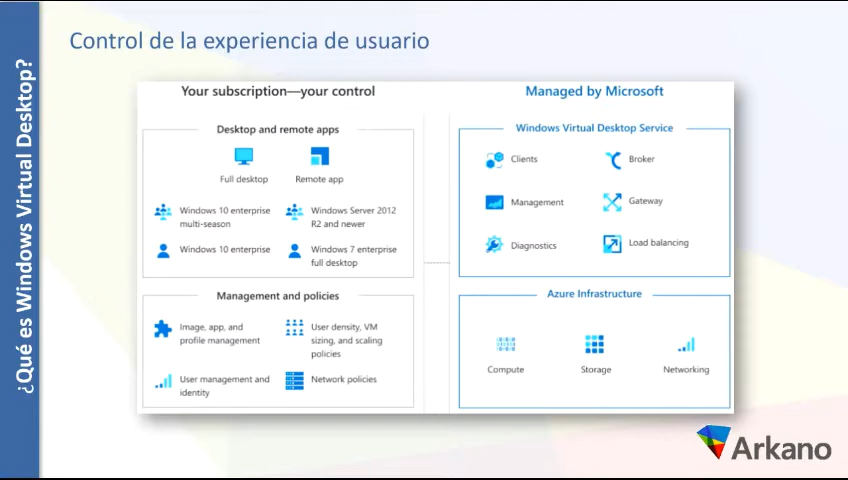 Control de la experiencia de usuario
¿Qué es Windows Virtual Desktop?
Your subscription—your control
Desktop and remote apps
Full desktop
Remote app
Windows 10 enterprise
multi-season
Windows Server 2012
R2 and newer
Windows 10 enterprise
Windows 7 enterprise
full desktop
Management and policies
Image, app, and
profile management
User density, VM
sizing, and scaling
policies
User management and
identity
Network policies
Managed by Microsoft
Windows Virtual Desktop Service
Clients
Broker
Management
Gateway
Diagnostics
Load balancing
Azure Infrastructure
Compute
Storage
Networking
Arkano